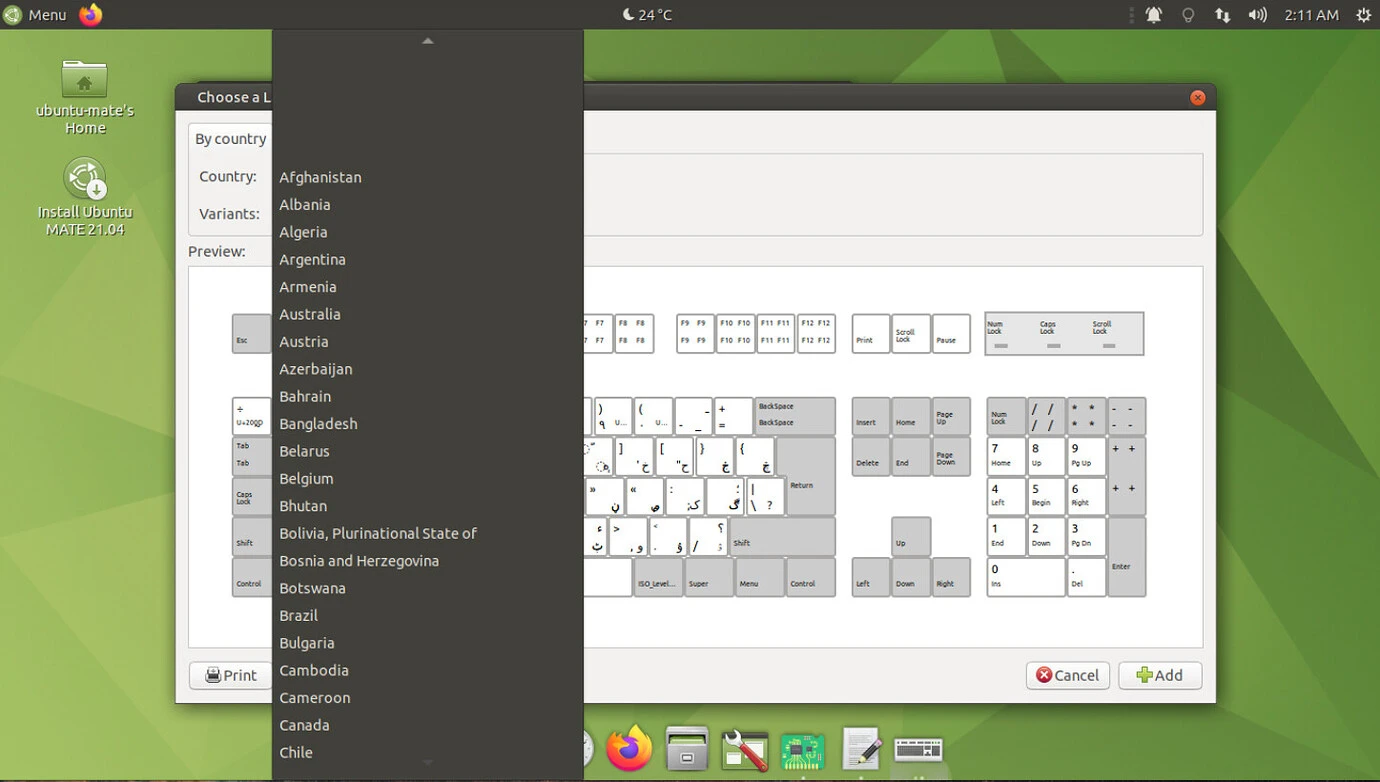 Menu
24 °C
2:11 AM
ubuntu-mate's
Home
Install Ubuntu
MATE 21.04
Choose a L
By country
Country:
Variants:
Preview:
Afghanistan
Albania
Algeria
Argentina
Armenia
Australia
Austria
Azerbaijan
Bahrain
Bangladesh
Belarus
Belgium
Bhutan
Bolivia, Plurinational State of
Bosnia and Herzegovina
Botswana
Brazil
Bulgaria
Cambodia
Cameroon
Canada
Chile
Esc
7 F7 F8 F8 F9 F9 F10 F10 F11 F11 F12 F12
F7 F8 F8 F9 F9 F10 F10 F11 F11 F12 F12
Print Scroll Lock Pause
Num Lock Caps Lock Scroll Lock
÷ ) ( - + BackSpace
U+20gp ٩ U... . U... - _ = BackSpace
Insert Home Page Up
Num Lock / / * * - -
/ / * * - -
Tab ] [ } {
Tab
Delete End Page Down
7 Home 8 Up 9 Pg Up + +
Caps Lock » « : ؛ | Return
\ ?
4 Left 5 Begin 6 Right + +
Shift > < ؟ Shift
/
Up
1 End 2 Down 3 Pg Dn
Control ISO_Level... Super Menu Control
Left Down Right
0 Ins . Del Enter
Print
Cancel
Add